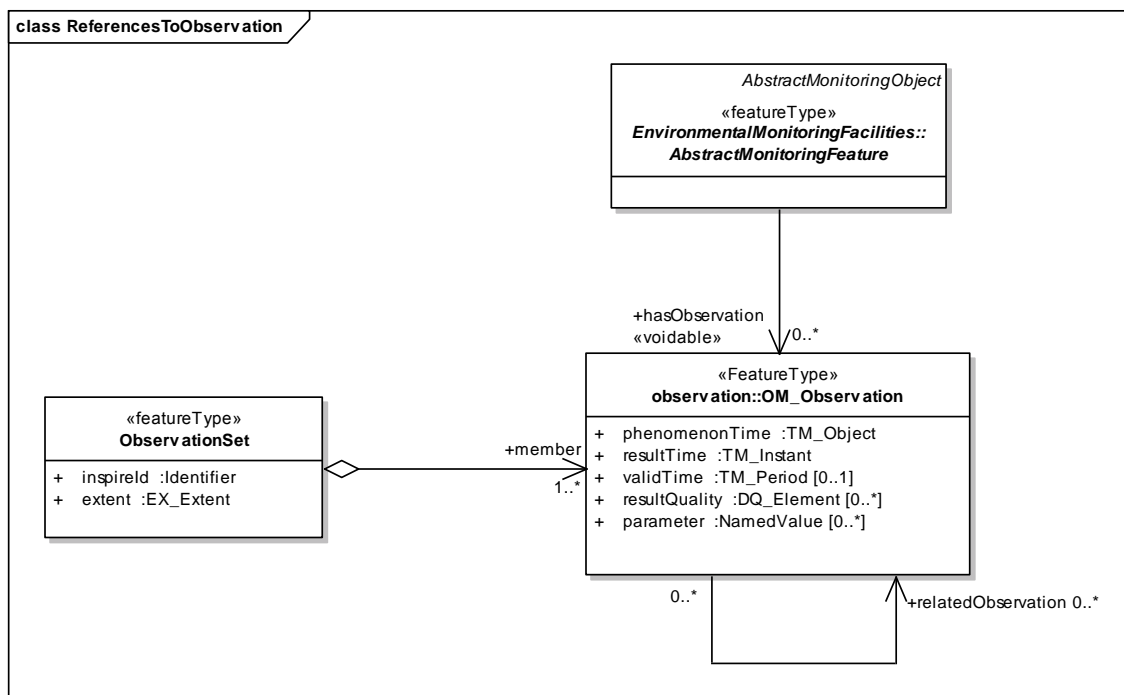 class ReferencesToObservation
AbstractMonitoringObject
«featureType»
EnvironmentalMonitoringFacilities::
AbstractMonitoringFeature
+hasObservation
«voidable»
0..*
«FeatureType»
observation::OM_Observation
+ phenomenonTime :TM_Object
+ resultTime :TM_Instant
+ validTime :TM_Period [0..1]
+ resultQuality :DQ_Element [0..*]
+ parameter :NamedValue [0..*]
«featureType»
ObservationSet
+ inspireId :Identifier
+ extent :EX_Extent
+member
1..*
0..*
+relatedObservation 0..*